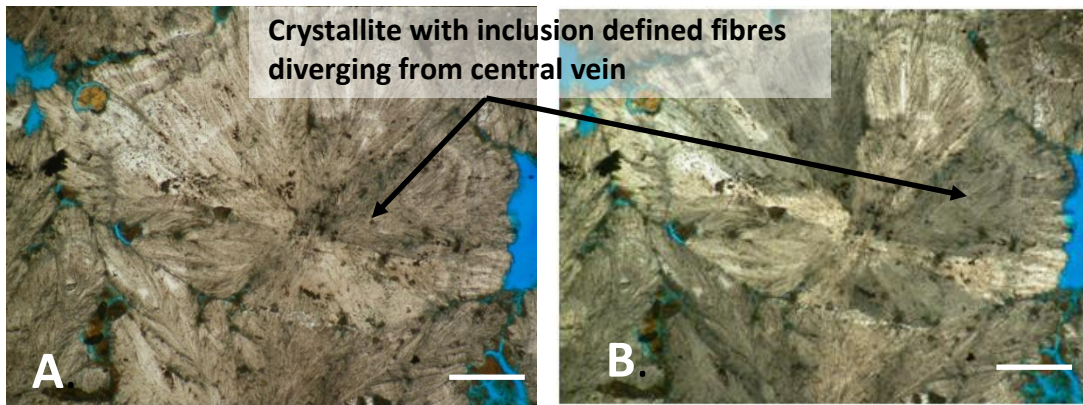 Crystallite with inclusion defined fibres
diverging from central vein
A.
B.